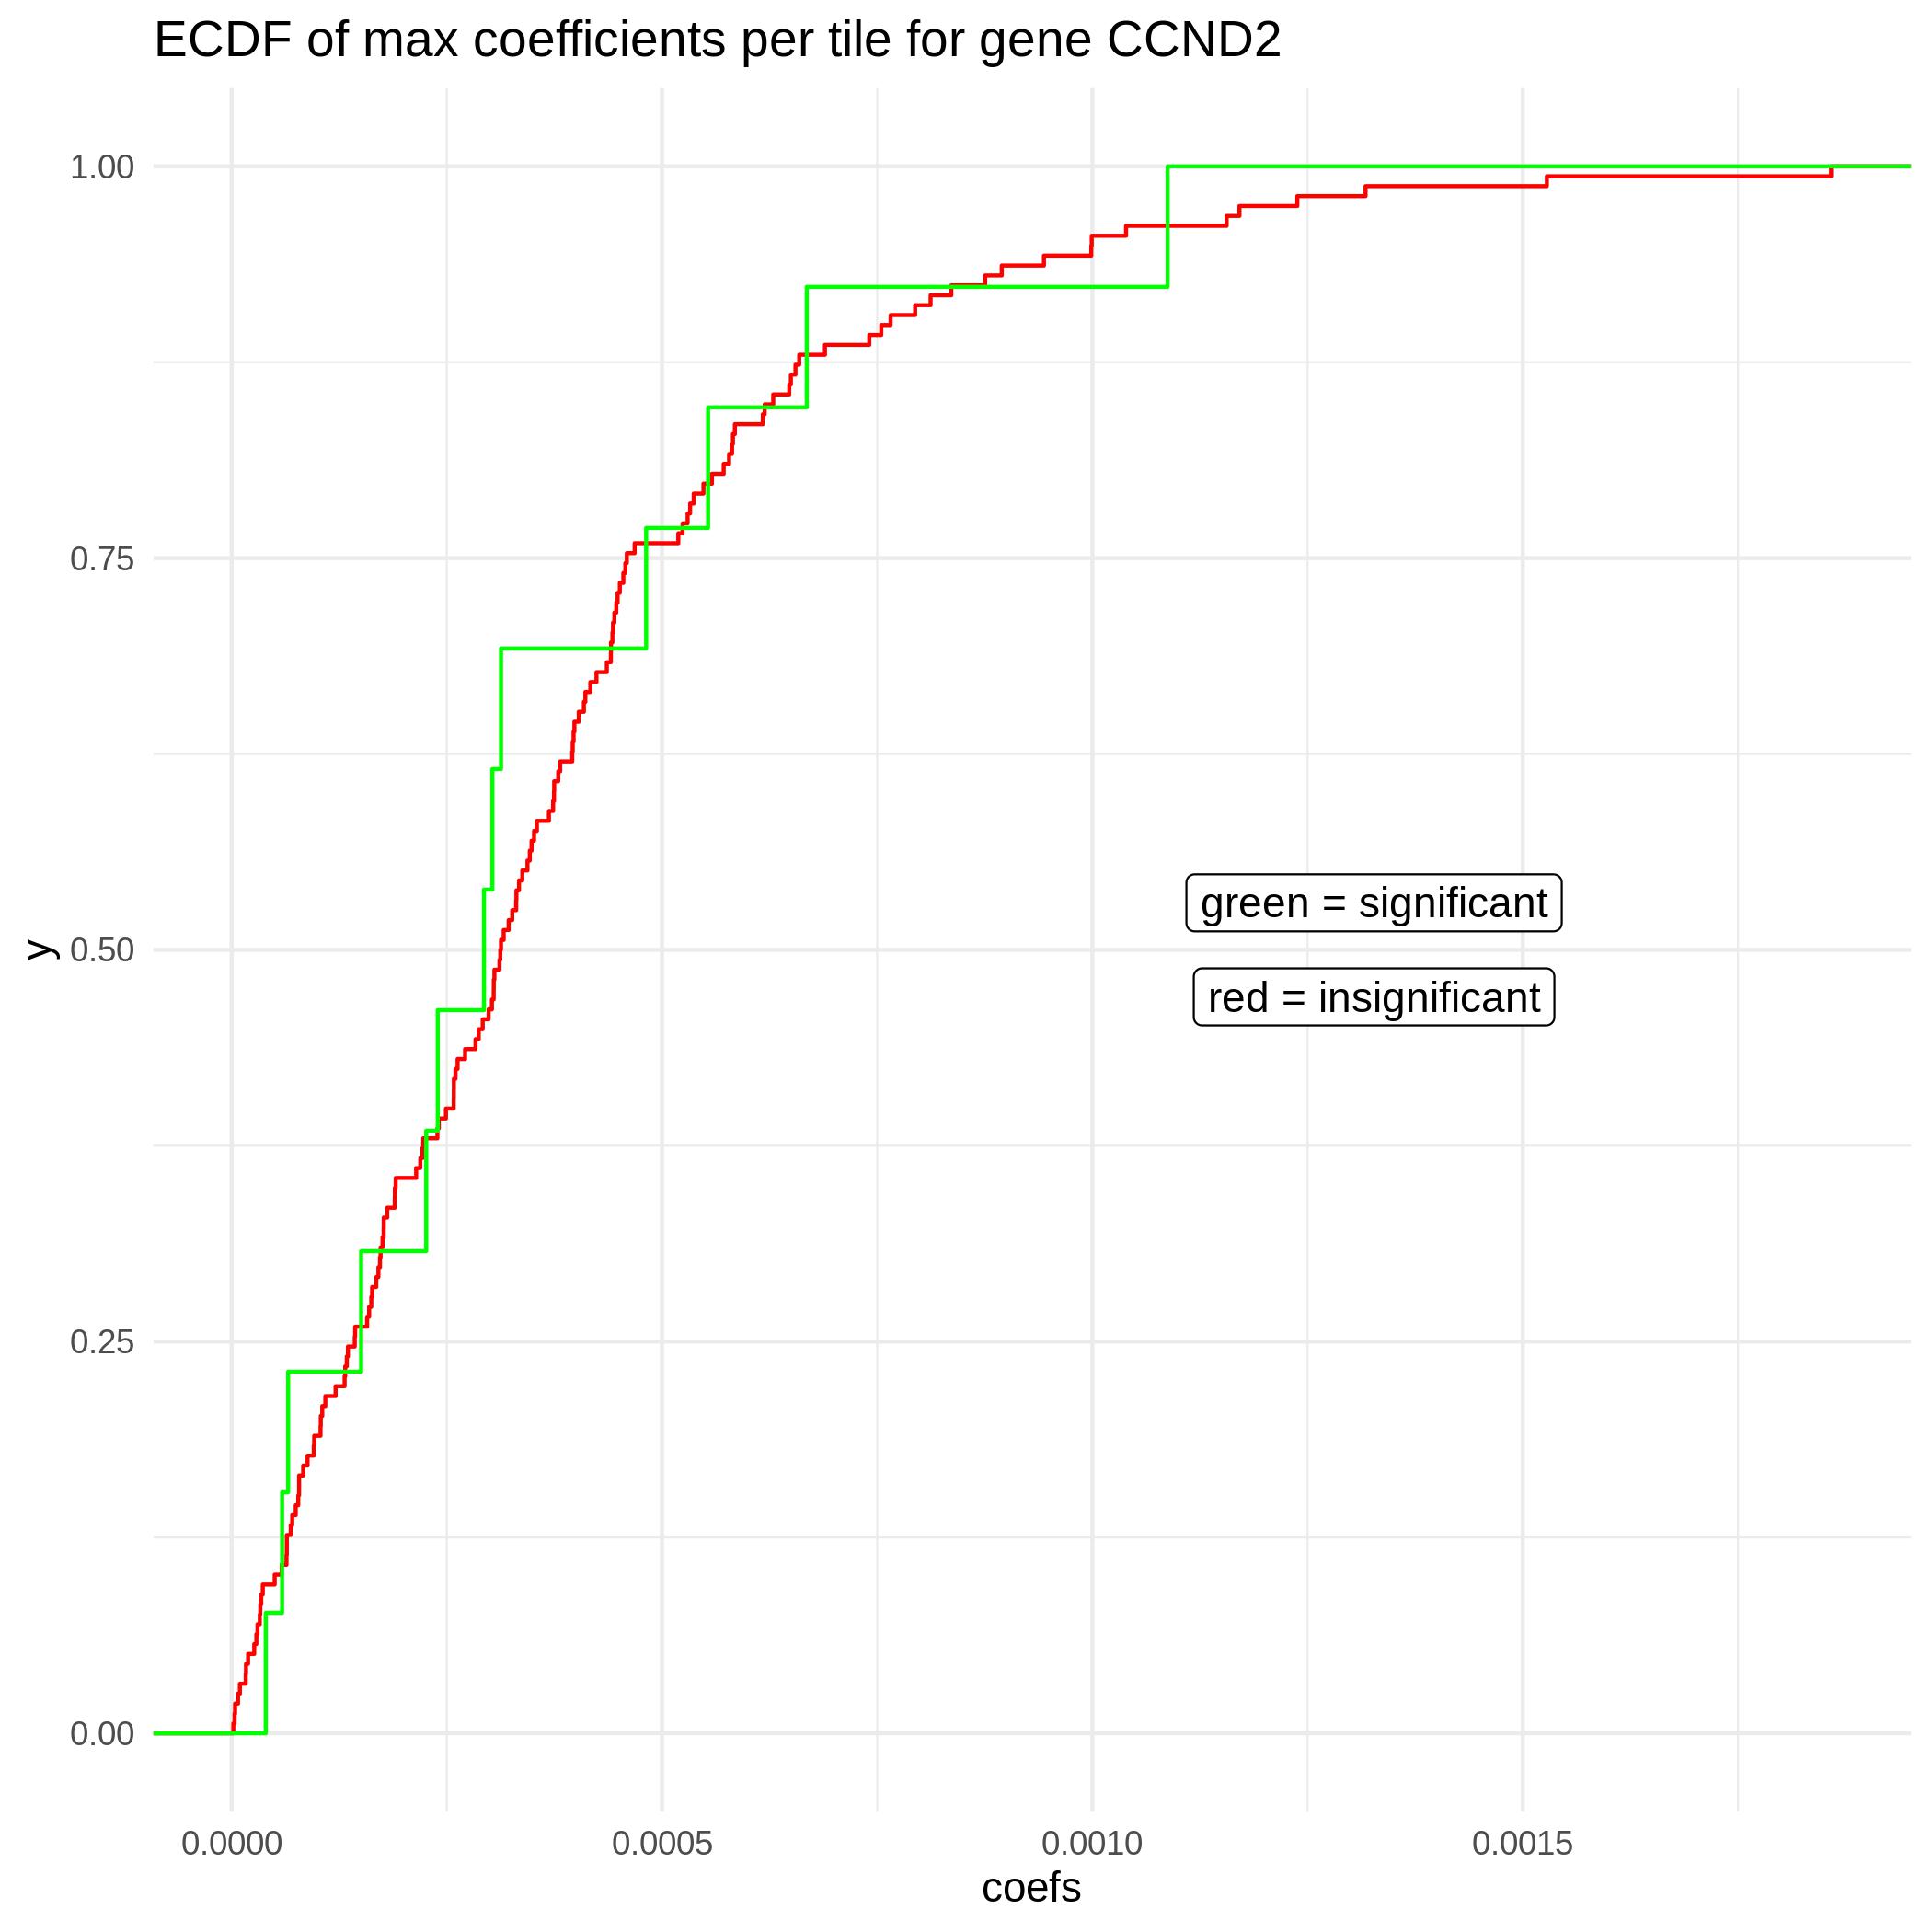 ECDF of max coefficients per tile for gene CCND2
1.00
0.75
0.50
0.25
0.00
y
green = significant
red = insignificant
0.0000
0.0005
0.0010
0.0015
coefs